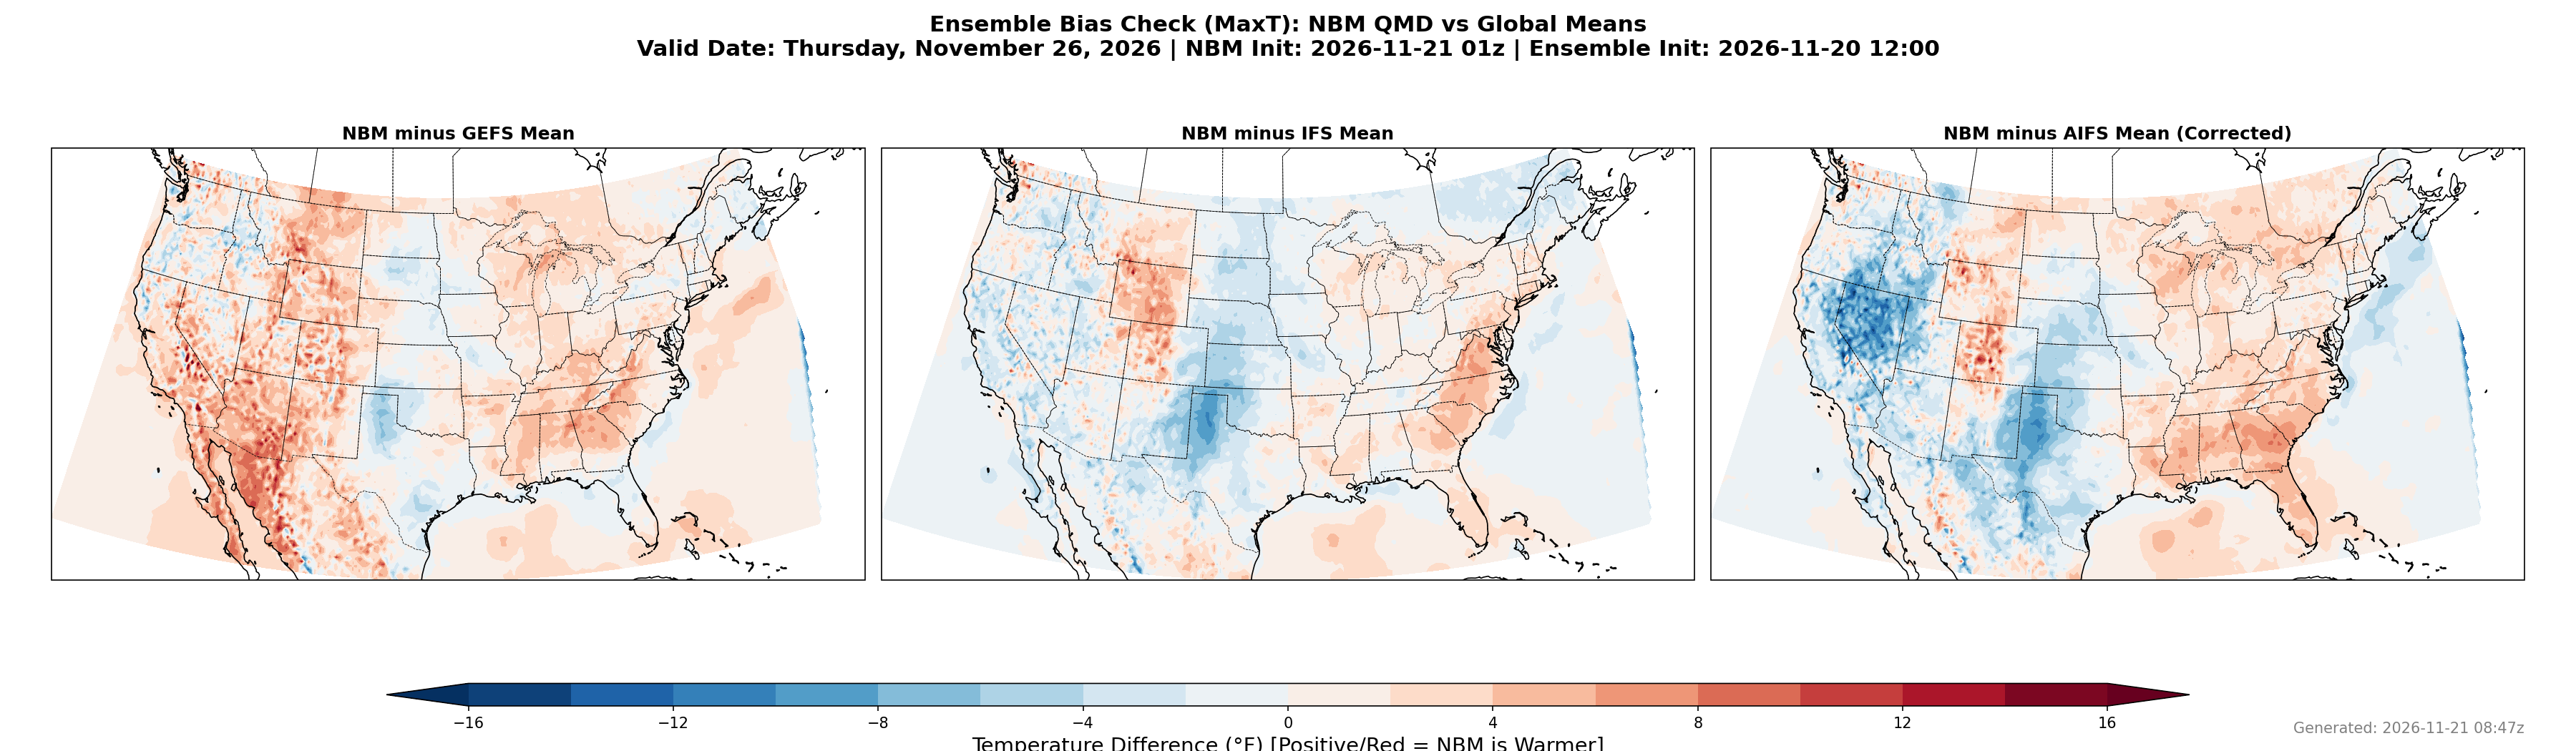 Ensemble Bias Check (MaxT): NBM QMD vs Global Means
Valid Date: Thursday, November 26, 2026 | NBM Init: 2026-11-21 01z | Ensemble Init: 2026-11-20 12:00
NBM minus GEFS Mean
NBM minus IFS Mean
NBM minus AIFS Mean (Corrected)
−16 −12 −8 −4 0 4 8 12 16
Temperature Difference (°F) [Positive/Red = NBM is Warmer]
Generated: 2026-11-21 08:47z